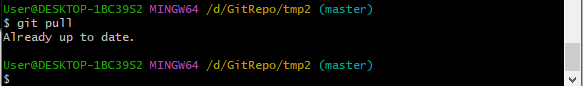 User@DESKTOP-1BC39S2 MINGW64 /d/GitRepo/tmp2 (master)
$ git pull
Already up to date.
User@DESKTOP-1BC39S2 MINGW64 /d/GitRepo/tmp2 (master)
$